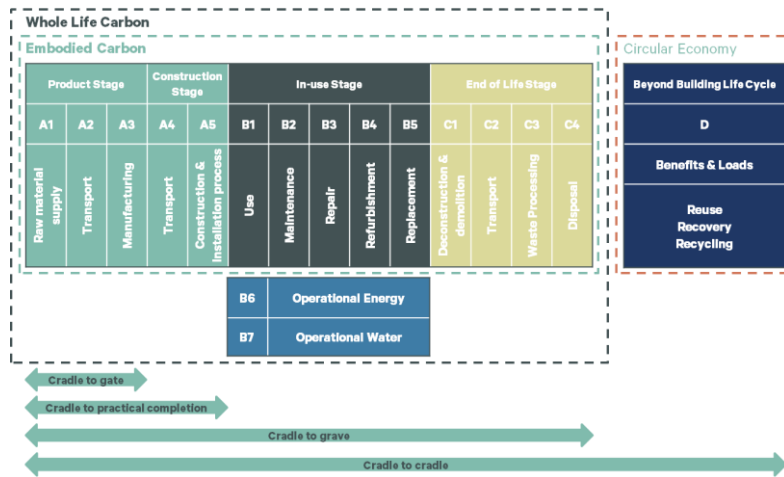 Whole Life Carbon
Embodied Carbon
Circular Economy
Product Stage
Construction
Stage
In-use Stage
End of Life Stage
Beyond Building Life Cycle
A1
A2
A3
A4
A5
B1
B2
B3
B4
B5
C1
C2
C3
C4
D
Raw material
supply
Transport
Manufacturing
Transport
Construction &
Installation process
Use
Maintenance
Repair
Refurbishment
Replacement
Deconstruction &
demolition
Transport
Waste Processing
Disposal
Benefits & Loads
Reuse
Recovery
Recycling
B6
Operational Energy
B7
Operational Water
Cradle to gate
Cradle to practical completion
Cradle to grave
Cradle to cradle